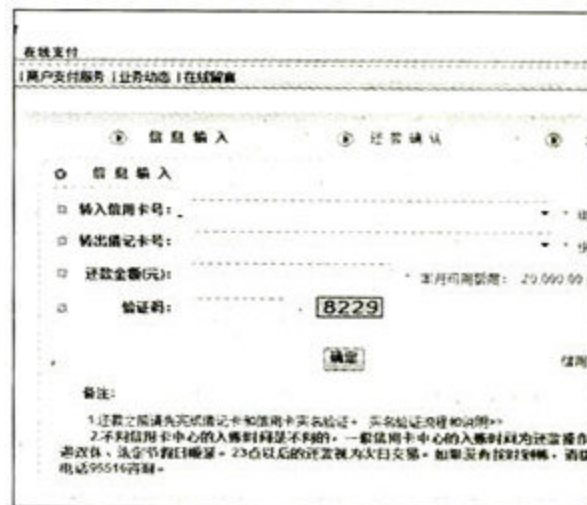 在线支付
|商户支付服务 |业务动态 |在线留言
信息输入 还款确认
信息输入
转入信用卡号：
转出借记卡号：
还款金额(元)：
* 本月可用额度： 20,000.00
验证码： 8229
确定
信用
备注：
1.还款之前请先完成借记卡和信用卡实名验证。 实名验证流程和说明>>
2.不同信用卡中心的入账时间是不同的。一般信用卡中心的入账时间为还款操作
遇双休、法定节假日顺延。23点以后的还款视为次日交易。如果没有按时到帐，请
电话95516咨询。